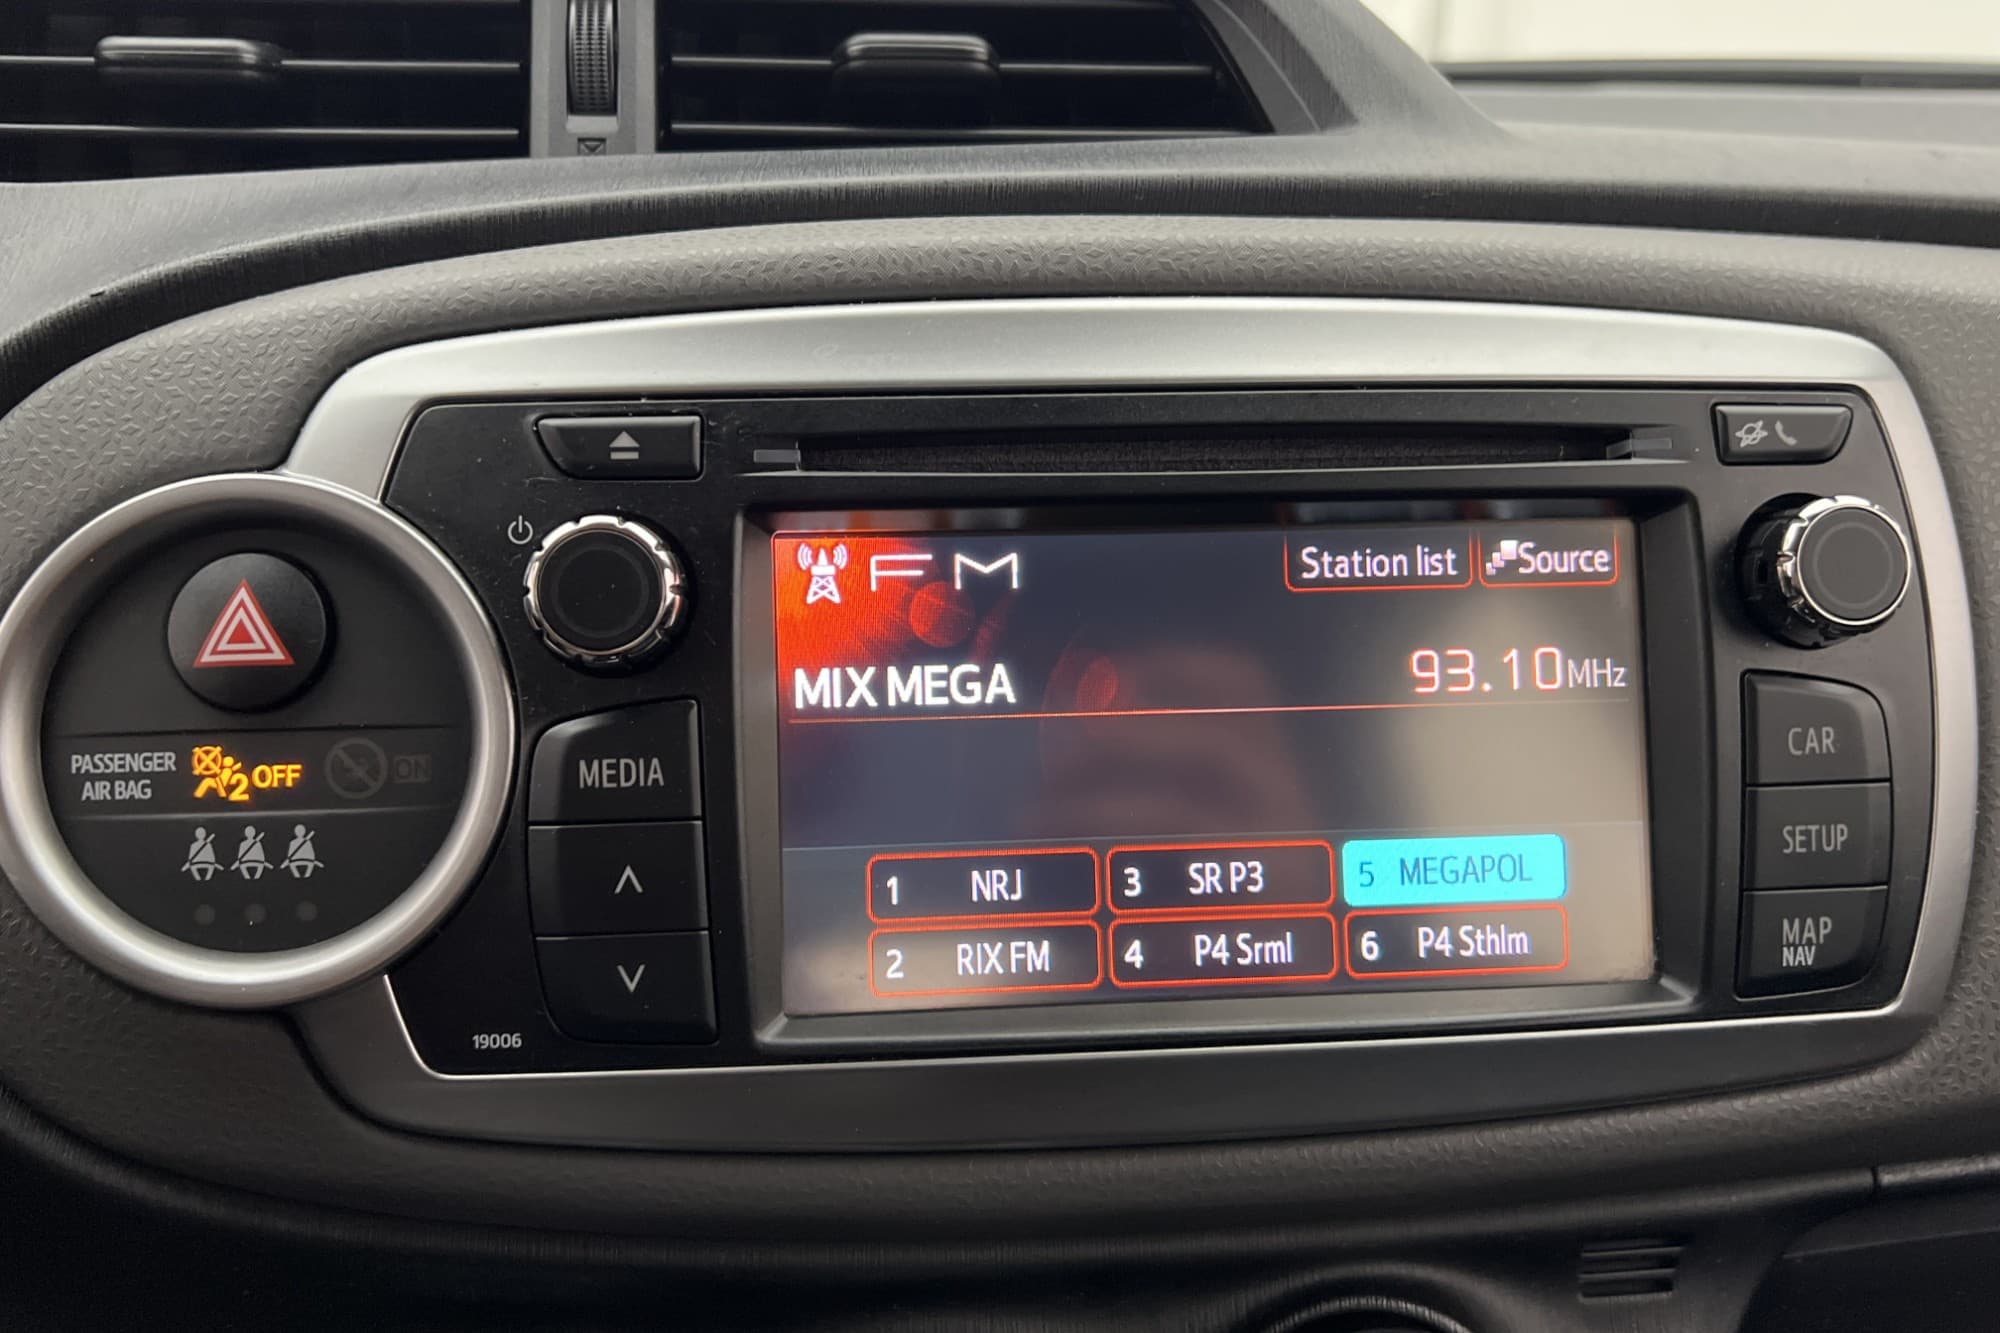 FM
Station list
Source
MIX MEGA
93.10MHz
1 NRJ
3 SR P3
5 MEGAPOL
2 RIX FM
4 P4 Srml
6 P4 Sthlm
PASSENGER
AIR BAG
2 OFF
ON
MEDIA
19006
CAR
SETUP
MAP
NAV